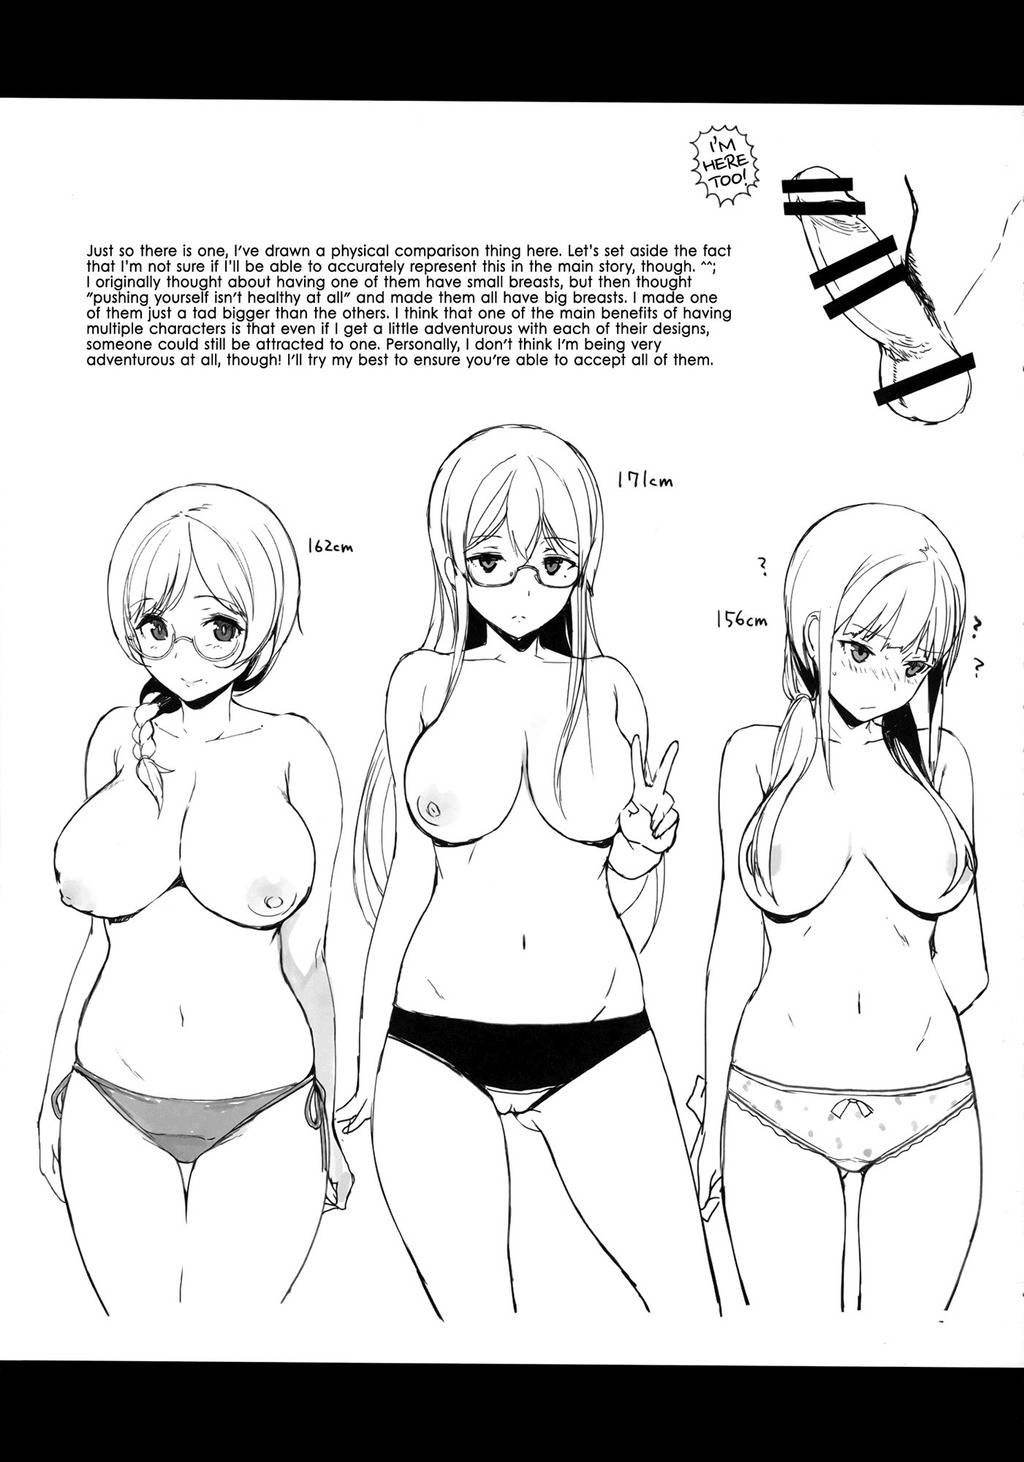 I'M
HERE
TOO!
Just so there is one, I've drawn a physical comparison thing here. Let's set aside the fact
that I'm not sure if I'll be able to accurately represent this in the main story, though. ^^;
I originally thought about having one of them have small breasts, but then thought
"pushing yourself isn't healthy at all" and made them all have big breasts. I made one
of them just a tad bigger than the others. I think that one of the main benefits of having
multiple characters is that even if I get a little adventurous with each of their designs,
someone could still be attracted to one. Personally, I don't think I'm being very
adventurous at all, though! I'll try my best to ensure you're able to accept all of them.
171cm
162cm
?
156cm
?
?